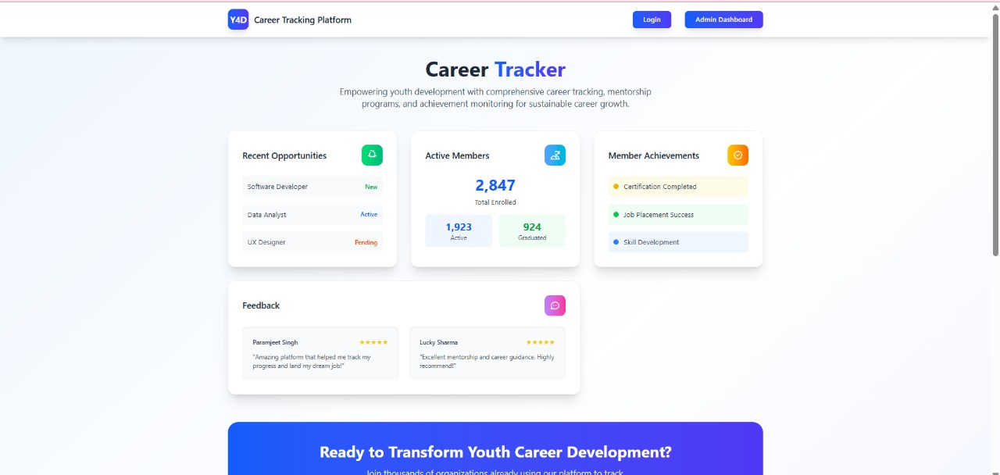 Y4D Career Tracking Platform Login Admin Dashboard
Career Tracker
Empowering youth development with comprehensive career tracking, mentorship
programs, and achievement monitoring for sustainable career growth.
Recent Opportunities
Software Developer New
Data Analyst Active
UX Designer Pending
Active Members
2,847
Total Enrolled
1,923
Active
924
Graduated
Member Achievements
Certification Completed
Job Placement Success
Skill Development
Feedback
Paramjeet Singh ★★★★★
"Amazing platform that helped me track my
progress and land my dream job!"
Lucky Sharma ★★★★★
"Excellent mentorship and career guidance. Highly
recommend!"
Ready to Transform Youth Career Development?
Join thousands of organizations already using our platform to track